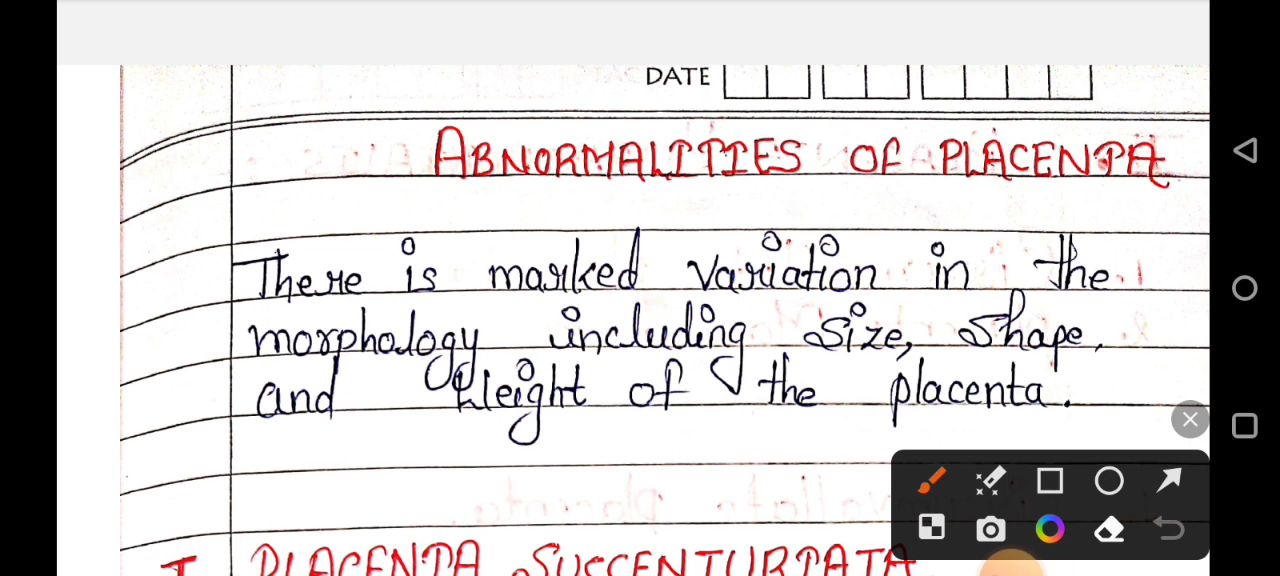 DATE
ABNORMALITIES OF PLACENTA
There is marked variation in the
morphology including size, shape,
and weight of the placenta.
I PLACENTA SUCCENTURIATA